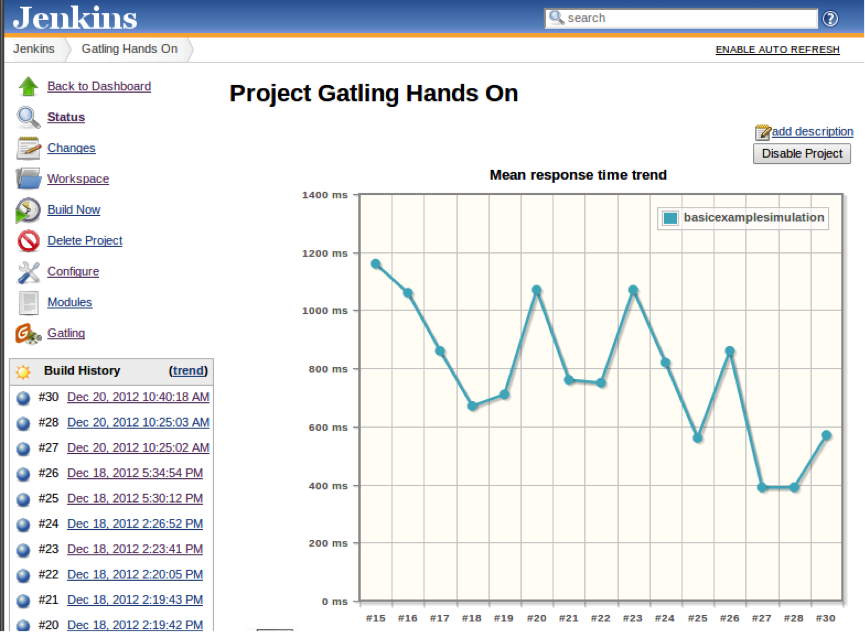 Jenkins
search
Jenkins Gatling Hands On
ENABLE AUTO REFRESH
Back to Dashboard
Status
Changes
Workspace
Build Now
Delete Project
Configure
Modules
Gatling
Build History (trend)
#30 Dec 20, 2012 10:40:18 AM
#28 Dec 20, 2012 10:25:03 AM
#27 Dec 20, 2012 10:25:02 AM
#26 Dec 18, 2012 5:34:54 PM
#25 Dec 18, 2012 5:30:12 PM
#24 Dec 18, 2012 2:26:52 PM
#23 Dec 18, 2012 2:23:41 PM
#22 Dec 18, 2012 2:20:05 PM
#21 Dec 18, 2012 2:19:43 PM
#20 Dec 18, 2012 2:19:42 PM
Project Gatling Hands On
add description
Disable Project
Mean response time trend
basicexamplesimulation
1400 ms
1200 ms
1000 ms
800 ms
600 ms
400 ms
200 ms
0 ms
#15 #16 #17 #18 #19 #20 #21 #22 #23 #24 #25 #26 #27 #28 #30